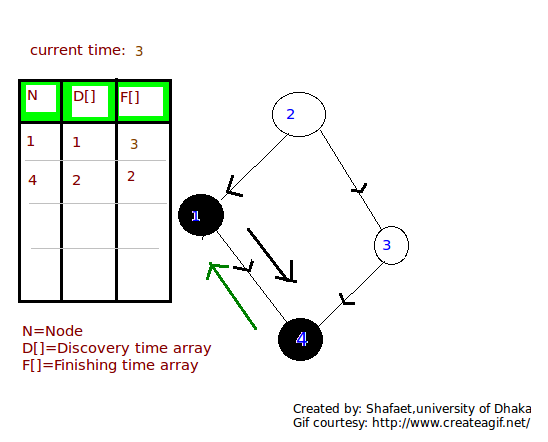 current time: 3
N D[] F[]
1 1 3
4 2 2
2
1
3
4
N=Node
D[]=Discovery time array
F[]=Finishing time array
Created by: Shafaet,university of Dhaka
Gif courtesy: http://www.createagif.net/